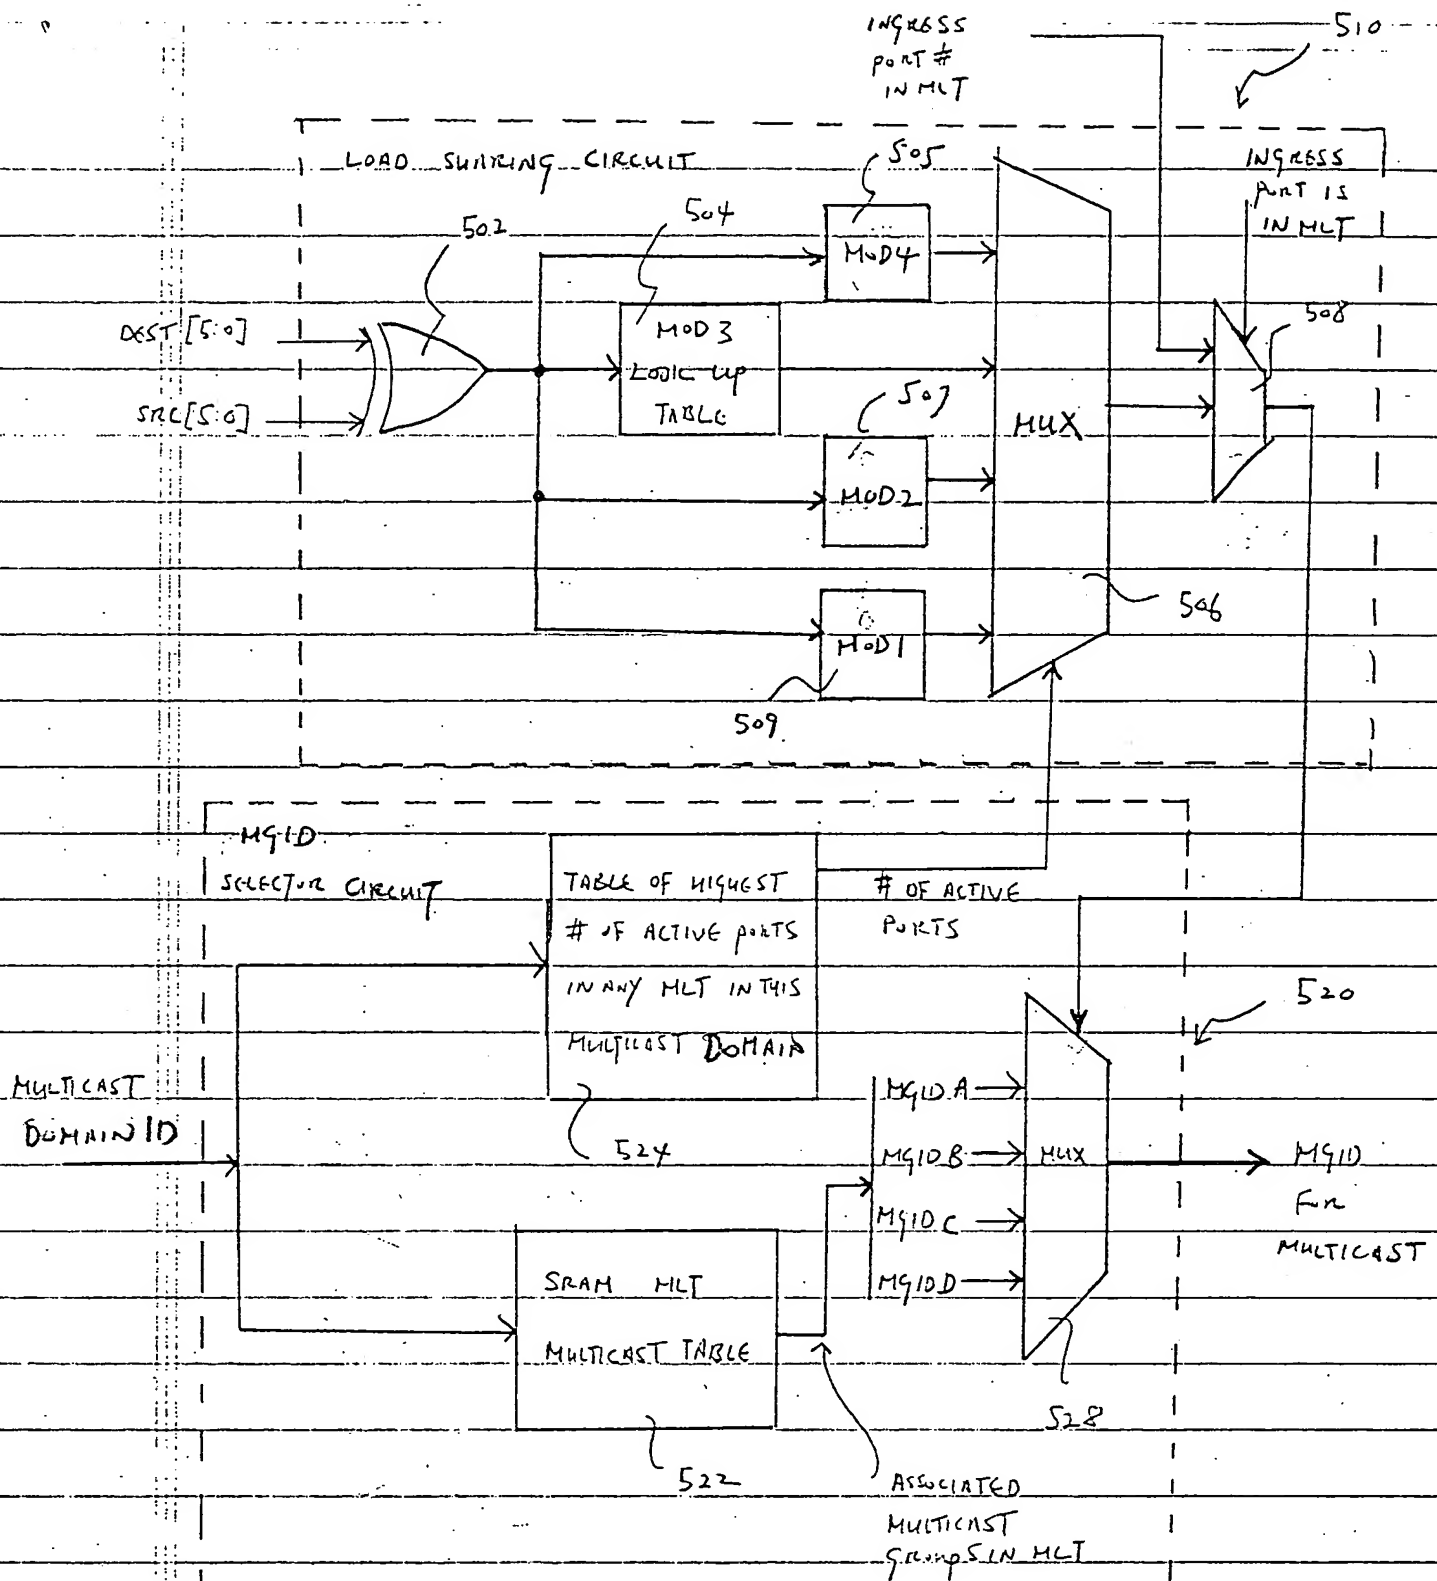 INGRESS
PORT #
IN MLT
510
LOAD SHARING CIRCUIT
505
INGRESS
PORT IS
IN MLT
502
504
MOD4
508
DEST [5:0]
MOD3
LOOK UP
TABLE
SRC[5:0]
507
MUX
MOD2
506
MOD1
509
MGID
SELECTOR CIRCUIT
TABLE OF HIGHEST
# OF ACTIVE PORTS
IN ANY MLT IN THIS
MULTICAST DOMAIN
# OF ACTIVE
PORTS
520
MULTICAST
DOMAIN ID
524
MGID A
MGID B
MGID C
MGID D
MUX
MGID
FOR
MULTICAST
SRAM MLT
MULTICAST TABLE
528
522
ASSOCIATED
MULTICAST
GROUPS IN MLT